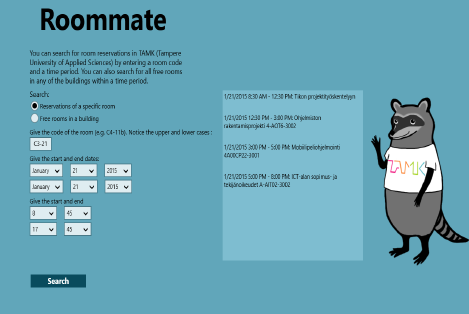 Roommate
You can search for room reservations in TAMK (Tampere
University of Applied Sciences) by entering a room code
and a time period. You can also search for all free rooms
in any of the buildings within a time period.
Search:
Reservations of a specific room
Free rooms in a building
Give the code of the room (e.g. C4-11b). Notice the upper and lower cases :
C3-21
Give the start and end dates:
January 21 2015
January 21 2015
Give the start and end
8 45
17 45
Search
1/21/2015 8:30 AM - 12:30 PM: Tikon projektityöskentelyyn
1/21/2015 12:30 PM - 3:00 PM: Ohjelmiston
rakentamisprojekti 4-AOT6-3002
1/21/2015 3:00 PM - 5:00 PM: Mobiilipeliohjelmointi
4A00CP22-3001
1/21/2015 5:00 PM - 8:00 PM: ICT-alan sopimus- ja
tekijänoikeudet A-AIT02-3002
TAMK